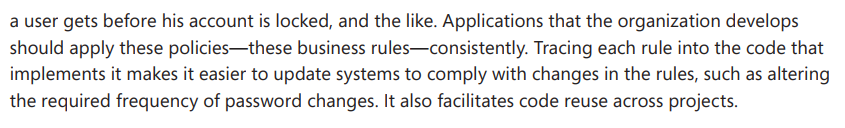 a user gets before his account is locked, and the like. Applications that the organization develops
should apply these policies—these business rules—consistently. Tracing each rule into the code that
implements it makes it easier to update systems to comply with changes in the rules, such as altering
the required frequency of password changes. It also facilitates code reuse across projects.